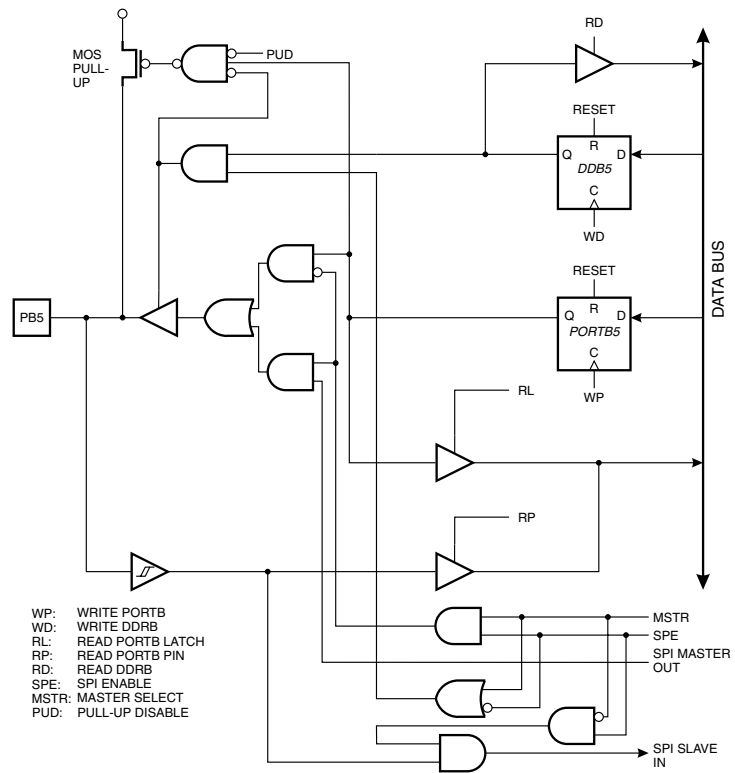 RD
MOS
PULL-
UP
PUD
RESET
R
Q
D
DDB5
C
WD
DATA BUS
RESET
R
Q
D
PORTB5
C
WP
PB5
RL
RP
WP: WRITE PORTB
WD: WRITE DDRB
RL: READ PORTB LATCH
RP: READ PORTB PIN
RD: READ DDRB
SPE: SPI ENABLE
MSTR: MASTER SELECT
PUD: PULL-UP DISABLE
MSTR
SPE
SPI MASTER
OUT
SPI SLAVE
IN